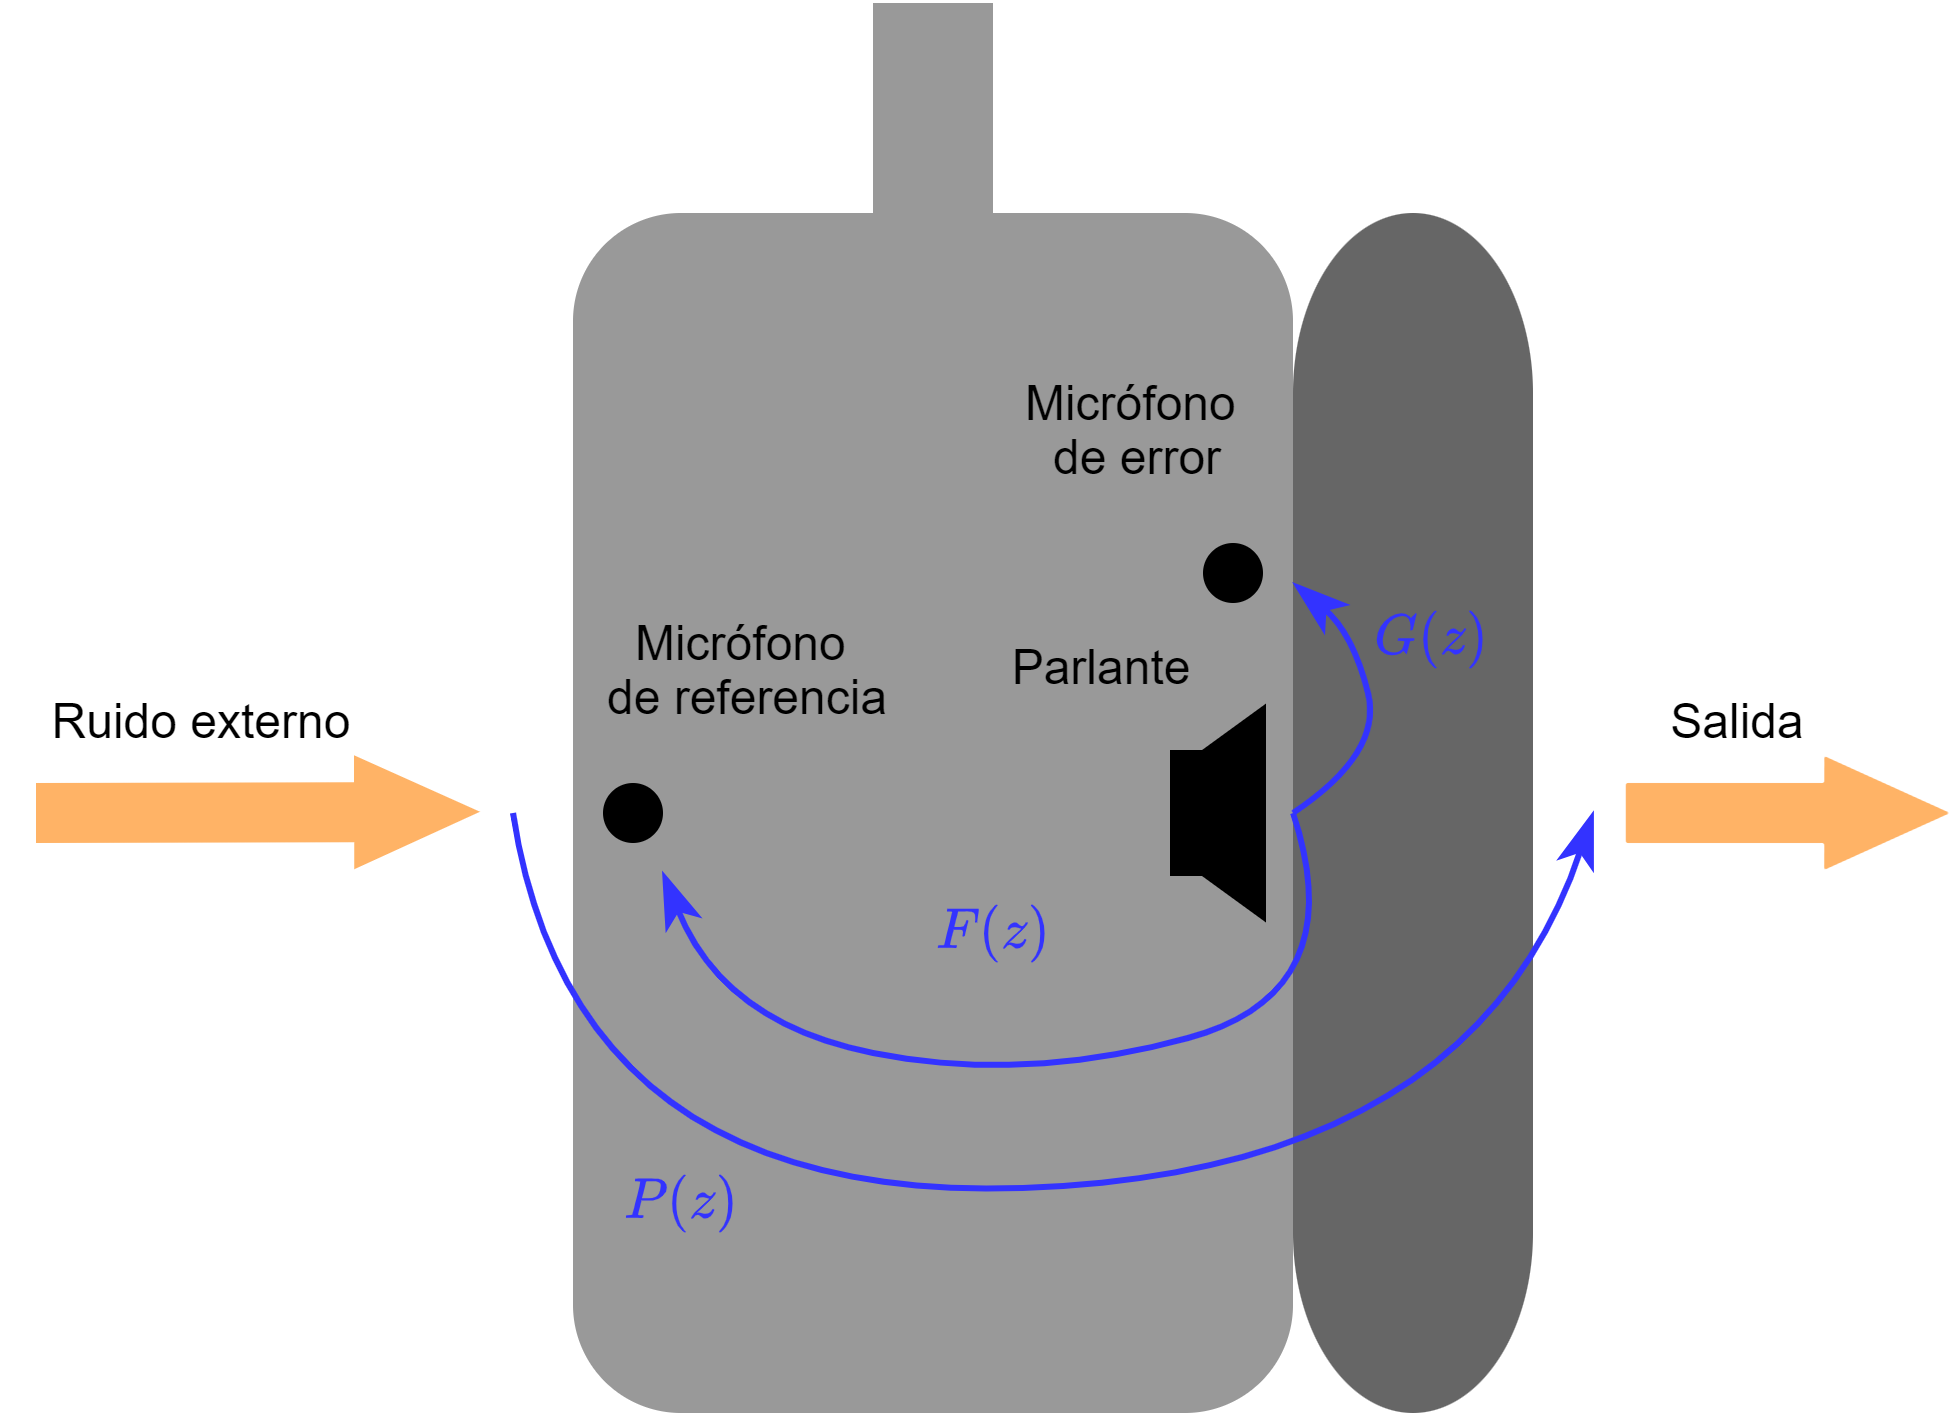 Micrófono
de error
Micrófono
de referencia
Parlante
G(z)
Ruido externo
Salida
F(z)
P(z)